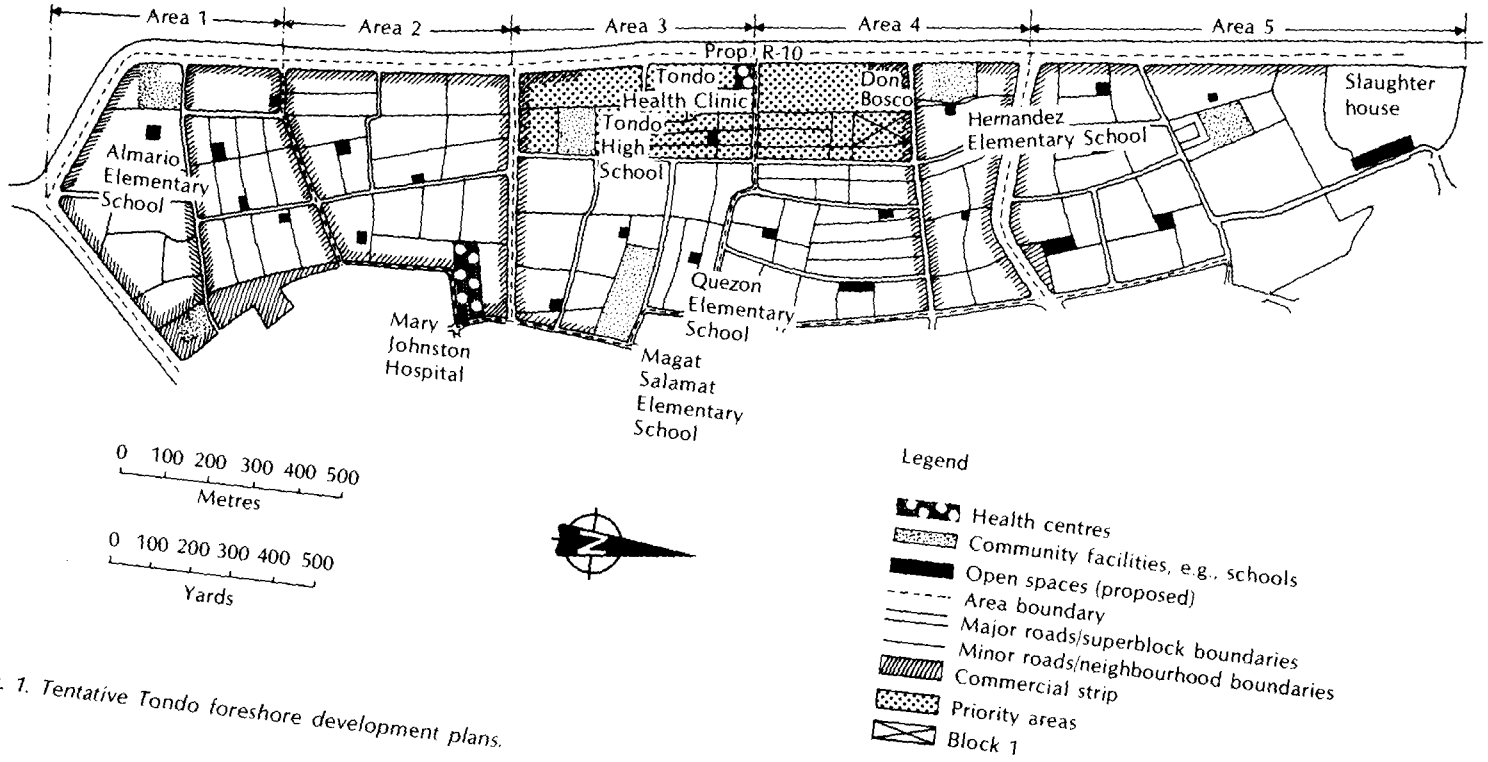 Area 1
Area 2
Area 3
Area 4
Area 5
Prop. R-10
Tondo
Health Clinic
Tondo
High
School
Don
Bosco
Slaughter
house
Hernandez
Elementary School
Almario
Elementary
School
Quezon
Elementary
School
Mary
Johnston
Hospital
Magat
Salamat
Elementary
School
0 100 200 300 400 500
Metres
0 100 200 300 400 500
Yards
N
Legend
Health centres
Community facilities, e.g., schools
Open spaces (proposed)
Area boundary
Major roads/superblock boundaries
Minor roads/neighbourhood boundaries
Commercial strip
Priority areas
Block 1
. 1. Tentative Tondo foreshore development plans.